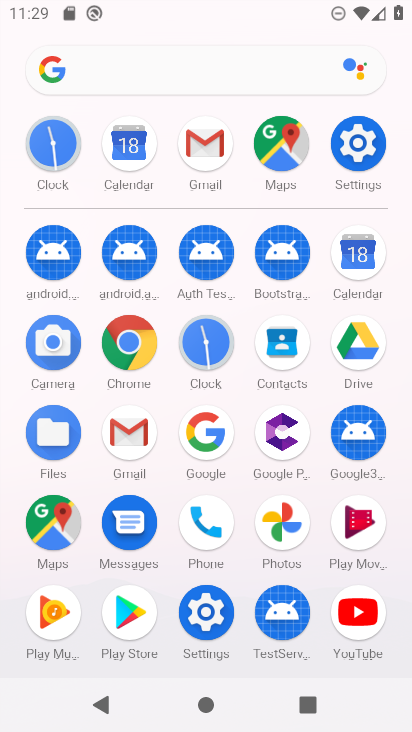 11:29
Clock Calendar Gmail Maps Settings
18
android,... android,a... Auth Tes... Bootstra... Calendar
18
Camera Chrome Clock Contacts Drive
Files Gmail Google Google P... Google3...
Maps Messages Phone Photos Play Mov...
Play Mu... Play Store Settings TestServ... YouTube